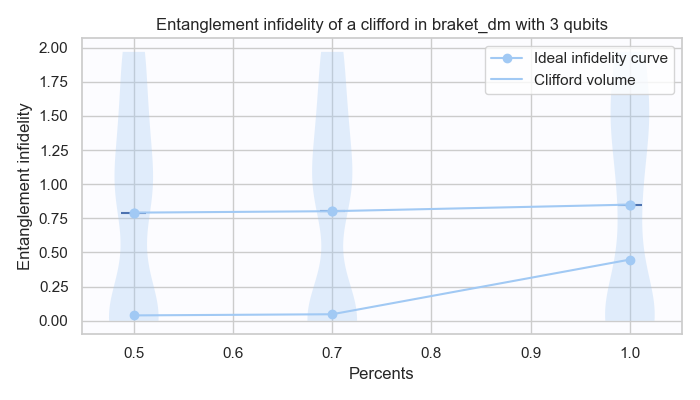 Entanglement infidelity of a clifford in braket_dm with 3 qubits
Ideal infidelity curve
Clifford volume
Entanglement infidelity
2.00
1.75
1.50
1.25
1.00
0.75
0.50
0.25
0.00
0.5 0.6 0.7 0.8 0.9 1.0
Percents